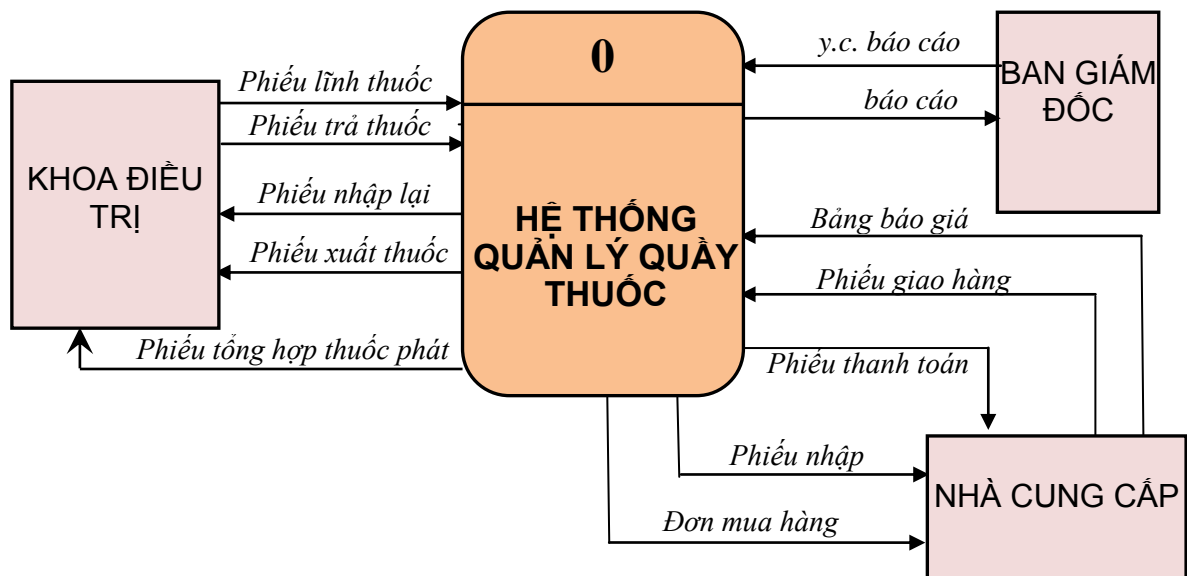 Phiếu lĩnh thuốc
Phiếu trả thuốc
KHOA ĐIỀU
TRỊ
Phiếu nhập lại
Phiếu xuất thuốc
Phiếu tổng hợp thuốc phát
0
HỆ THỐNG
QUẢN LÝ QUẦY
THUỐC
y.c. báo cáo
báo cáo
BAN GIÁM
ĐỐC
Bảng báo giá
Phiếu giao hàng
Phiếu thanh toán
Phiếu nhập
Đơn mua hàng
NHÀ CUNG CẤP